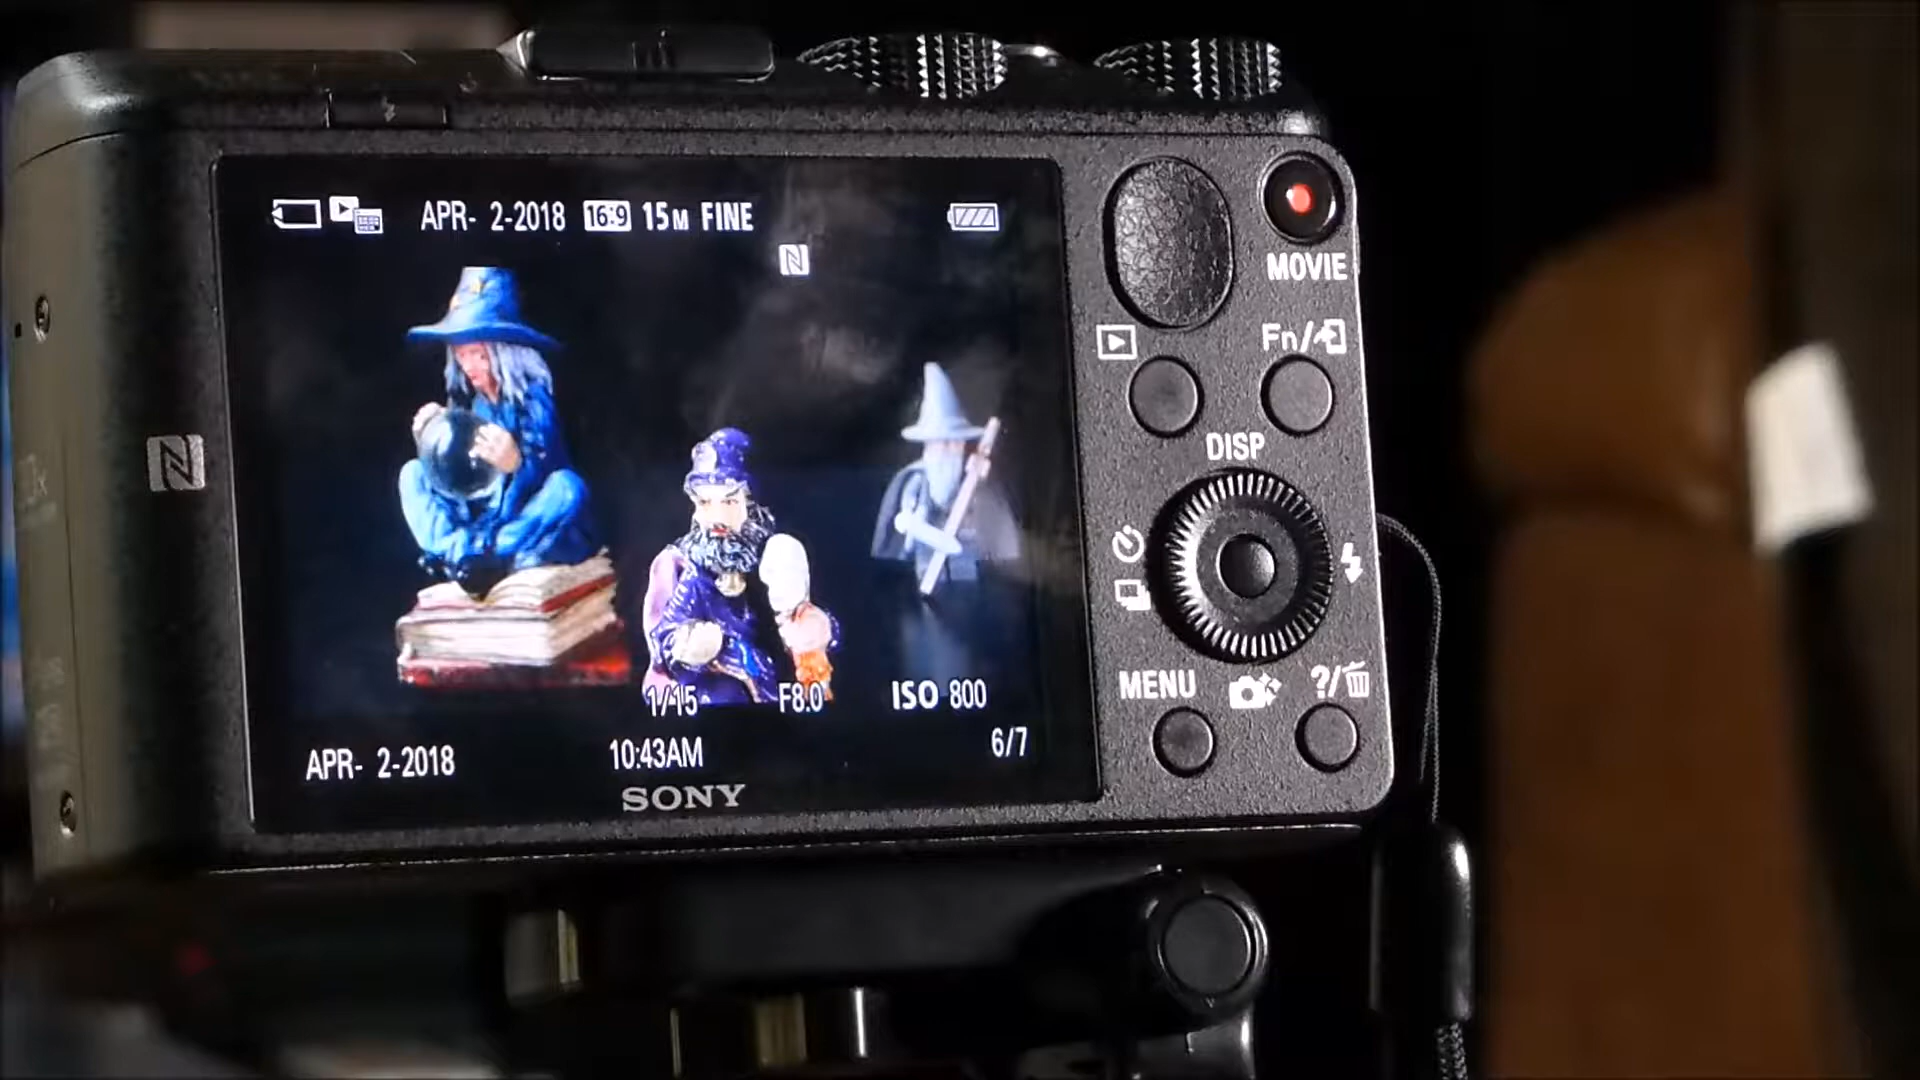 APR- 2-2018 16:9 15M FINE
N
MOVIE
Fn/
DISP
N
MENU
?/
1/15 F8.0 ISO 800
6/7
APR- 2-2018 10:43AM
SONY